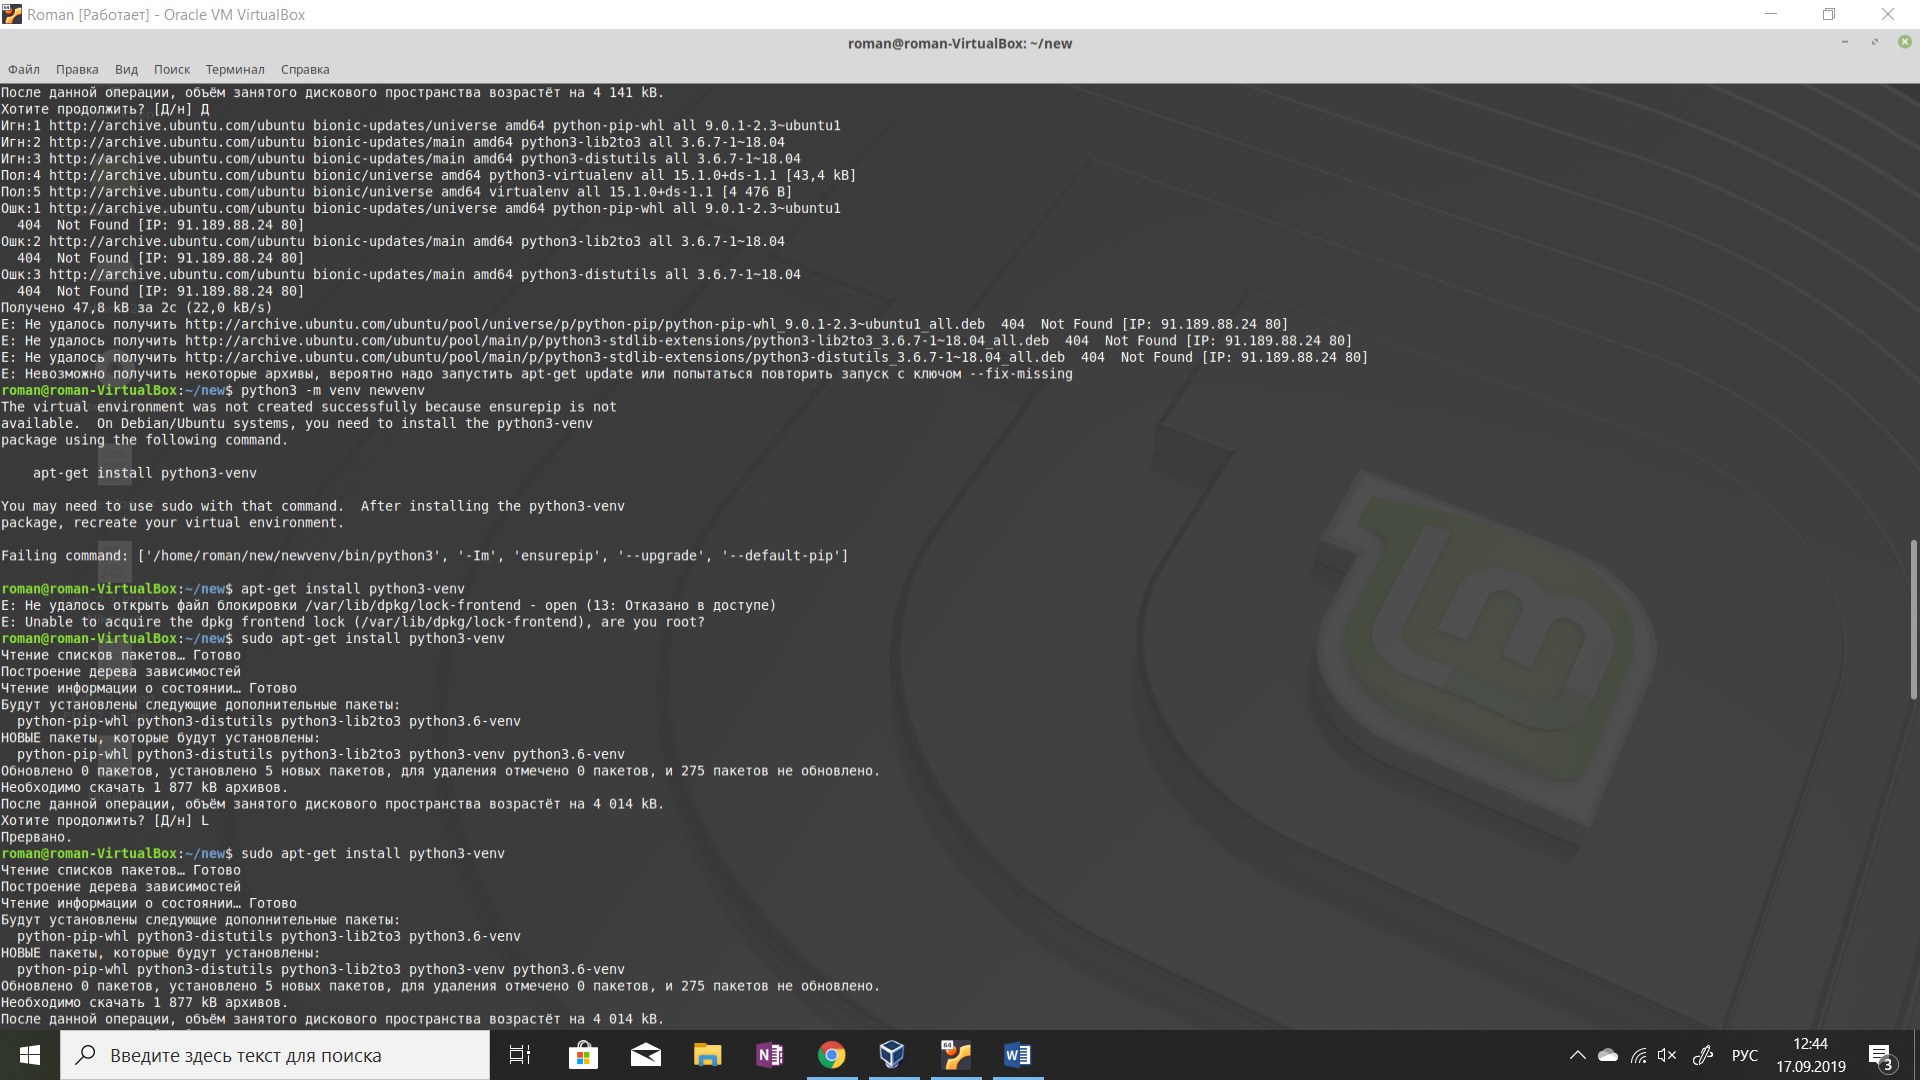 Roman [Работает] - Oracle VM VirtualBox
roman@roman-VirtualBox: ~/new
Файл Правка Вид Поиск Терминал Справка
После данной операции, объём занятого дискового пространства возрастёт на 4 141 kB.
Хотите продолжить? [Д/н] Д
Игн:1 http://archive.ubuntu.com/ubuntu bionic-updates/universe amd64 python-pip-whl all 9.0.1-2.3~ubuntu1
Игн:2 http://archive.ubuntu.com/ubuntu bionic-updates/main amd64 python3-lib2to3 all 3.6.7-1~18.04
Игн:3 http://archive.ubuntu.com/ubuntu bionic-updates/main amd64 python3-distutils all 3.6.7-1~18.04
Пол:4 http://archive.ubuntu.com/ubuntu bionic/universe amd64 python3-virtualenv all 15.1.0+ds-1.1 [43,4 kB]
Пол:5 http://archive.ubuntu.com/ubuntu bionic/universe amd64 virtualenv all 15.1.0+ds-1.1 [4 476 B]
Ошк:1 http://archive.ubuntu.com/ubuntu bionic-updates/universe amd64 python-pip-whl all 9.0.1-2.3~ubuntu1
  404  Not Found [IP: 91.189.88.24 80]
Ошк:2 http://archive.ubuntu.com/ubuntu bionic-updates/main amd64 python3-lib2to3 all 3.6.7-1~18.04
  404  Not Found [IP: 91.189.88.24 80]
Ошк:3 http://archive.ubuntu.com/ubuntu bionic-updates/main amd64 python3-distutils all 3.6.7-1~18.04
  404  Not Found [IP: 91.189.88.24 80]
Получено 47,8 kB за 2с (22,0 kB/s)
E: Не удалось получить http://archive.ubuntu.com/ubuntu/pool/universe/p/python-pip/python-pip-whl_9.0.1-2.3~ubuntu1_all.deb  404  Not Found [IP: 91.189.88.24 80]
E: Не удалось получить http://archive.ubuntu.com/ubuntu/pool/main/p/python3-stdlib-extensions/python3-lib2to3_3.6.7-1~18.04_all.deb  404  Not Found [IP: 91.189.88.24 80]
E: Не удалось получить http://archive.ubuntu.com/ubuntu/pool/main/p/python3-stdlib-extensions/python3-distutils_3.6.7-1~18.04_all.deb  404  Not Found [IP: 91.189.88.24 80]
E: Невозможно получить некоторые архивы, вероятно надо запустить apt-get update или попытаться повторить запуск с ключом --fix-missing
roman@roman-VirtualBox:~/new$ python3 -m venv newvenv
The virtual environment was not created successfully because ensurepip is not
available.  On Debian/Ubuntu systems, you need to install the python3-venv
package using the following command.
    apt-get install python3-venv
You may need to use sudo with that command.  After installing the python3-venv
package, recreate your virtual environment.
Failing command: ['/home/roman/new/newvenv/bin/python3', '-Im', 'ensurepip', '--upgrade', '--default-pip']
roman@roman-VirtualBox:~/new$ apt-get install python3-venv
E: Не удалось открыть файл блокировки /var/lib/dpkg/lock-frontend - open (13: Отказано в доступе)
E: Unable to acquire the dpkg frontend lock (/var/lib/dpkg/lock-frontend), are you root?
roman@roman-VirtualBox:~/new$ sudo apt-get install python3-venv
Чтение списков пакетов… Готово
Построение дерева зависимостей
Чтение информации о состоянии… Готово
Будут установлены следующие дополнительные пакеты:
  python-pip-whl python3-distutils python3-lib2to3 python3.6-venv
НОВЫЕ пакеты, которые будут установлены:
  python-pip-whl python3-distutils python3-lib2to3 python3-venv python3.6-venv
Обновлено 0 пакетов, установлено 5 новых пакетов, для удаления отмечено 0 пакетов, и 275 пакетов не обновлено.
Необходимо скачать 1 877 kB архивов.
После данной операции, объём занятого дискового пространства возрастёт на 4 014 kB.
Хотите продолжить? [Д/н] L
Прервано.
roman@roman-VirtualBox:~/new$ sudo apt-get install python3-venv
Чтение списков пакетов… Готово
Построение дерева зависимостей
Чтение информации о состоянии… Готово
Будут установлены следующие дополнительные пакеты:
  python-pip-whl python3-distutils python3-lib2to3 python3.6-venv
НОВЫЕ пакеты, которые будут установлены:
  python-pip-whl python3-distutils python3-lib2to3 python3-venv python3.6-venv
Обновлено 0 пакетов, установлено 5 новых пакетов, для удаления отмечено 0 пакетов, и 275 пакетов не обновлено.
Необходимо скачать 1 877 kB архивов.
После данной операции, объём занятого дискового пространства возрастёт на 4 014 kB.
Введите здесь текст для поиска
РУС
12:44
17.09.2019
3